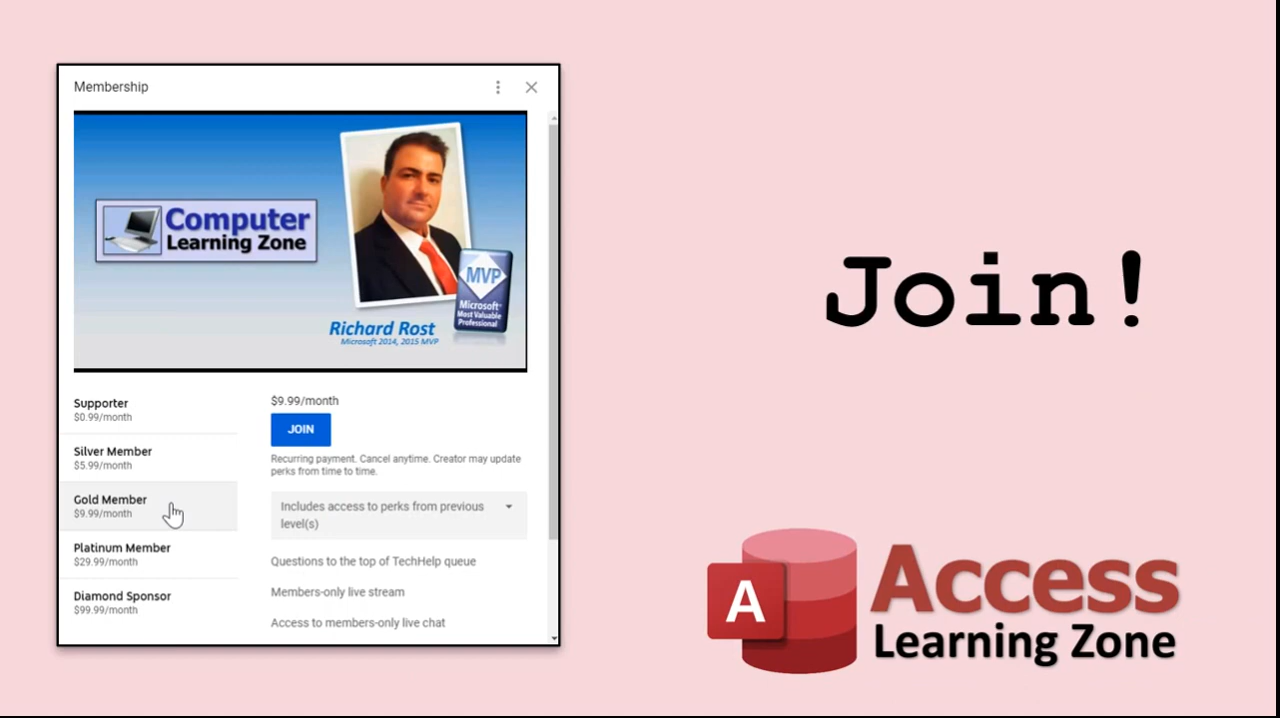 Membership
Computer
Learning Zone
MVP
Microsoft®
Most Valuable
Professional
Richard Rost
Microsoft 2014, 2015 MVP
Supporter
$0.99/month
Silver Member
$5.99/month
Gold Member
$9.99/month
Platinum Member
$29.99/month
Diamond Sponsor
$99.99/month
$9.99/month
JOIN
Recurring payment. Cancel anytime. Creator may update
perks from time to time.
Includes access to perks from previous
level(s)
Questions to the top of TechHelp queue
Members-only live stream
Access to members-only live chat
Join!
A
Access
Learning Zone